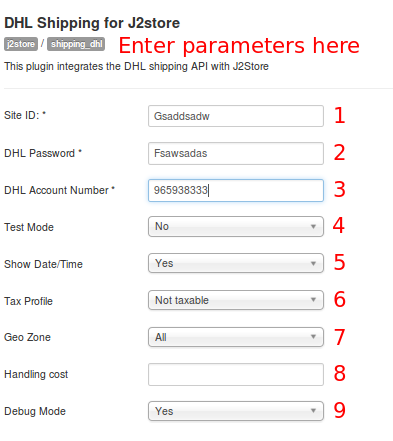 DHL Shipping for J2store
j2store / shipping_dhl Enter parameters here
This plugin integrates the DHL shipping API with J2Store
Site ID: * Gsaddsadw 1
DHL Password * Fsawsadas 2
DHL Account Number * 965938333 3
Test Mode No 4
Show Date/Time Yes 5
Tax Profile Not taxable 6
Geo Zone All 7
Handling cost 8
Debug Mode Yes 9